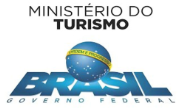 MINISTÉRIO DO
TURISMO
BRASIL
GOVERNO FEDERAL